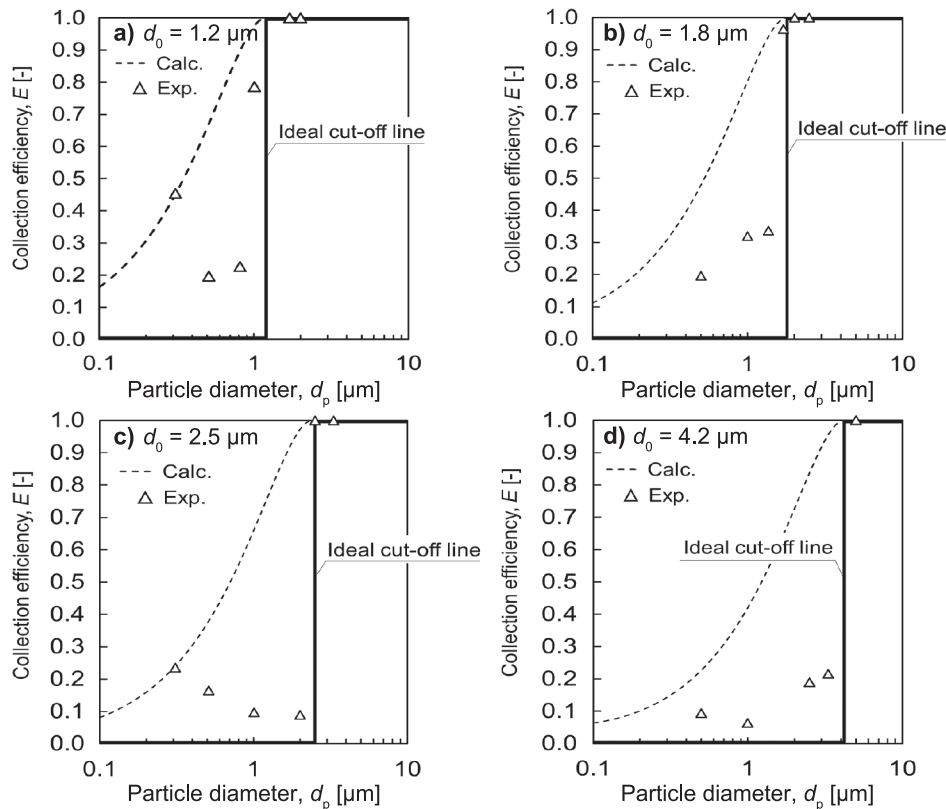 a) d₀ = 1.2 µm
Calc.
Exp.
Ideal cut-off line
Collection efficiency, E [-]
1.0
0.9
0.8
0.7
0.6
0.5
0.4
0.3
0.2
0.1
0.0
0.1
1
10
Particle diameter, dₚ [µm]
b) d₀ = 1.8 µm
Calc.
Exp.
Ideal cut-off line
Collection efficiency, E [-]
1.0
0.9
0.8
0.7
0.6
0.5
0.4
0.3
0.2
0.1
0.0
0.1
1
10
Particle diameter, dₚ [µm]
c) d₀ = 2.5 µm
Calc.
Exp.
Ideal cut-off line
Collection efficiency, E [-]
1.0
0.9
0.8
0.7
0.6
0.5
0.4
0.3
0.2
0.1
0.0
0.1
1
10
Particle diameter, dₚ [µm]
d) d₀ = 4.2 µm
Calc.
Exp.
Ideal cut-off line
Collection efficiency, E [-]
1.0
0.9
0.8
0.7
0.6
0.5
0.4
0.3
0.2
0.1
0.0
0.1
1
10
Particle diameter, dₚ [µm]